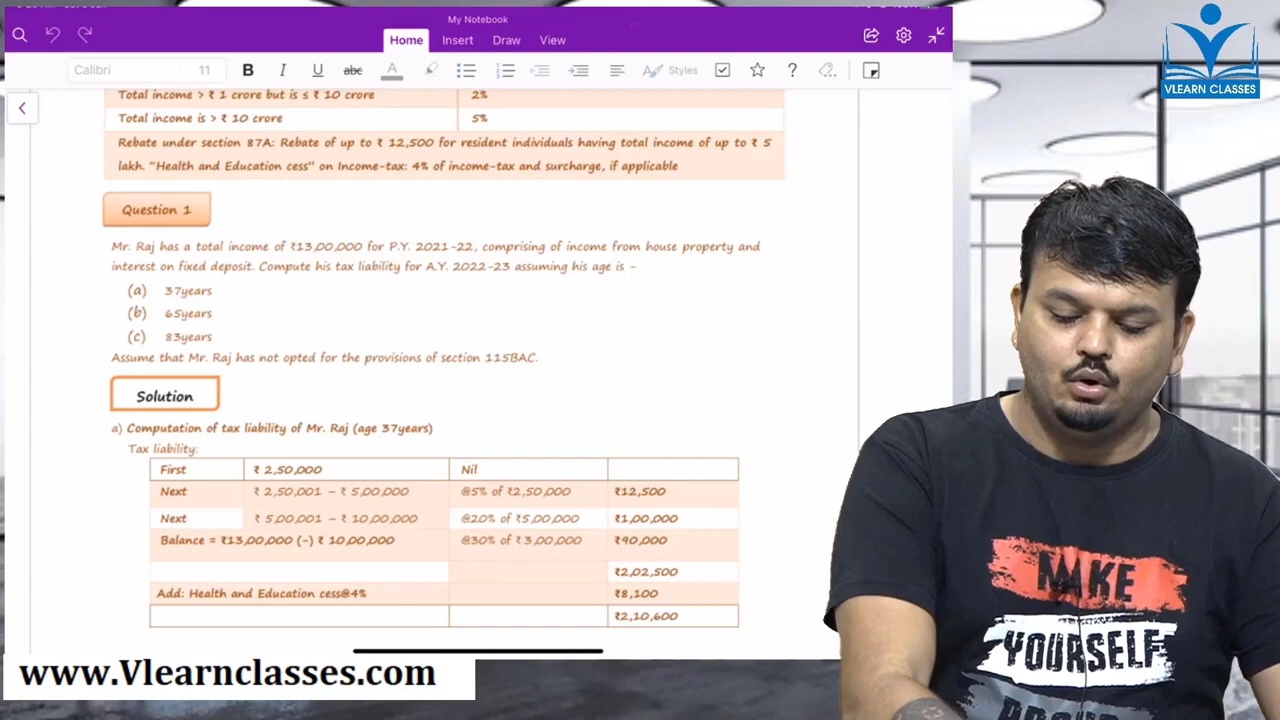 My Notebook
Home Insert Draw View
Calibri 11 B I U abc A Styles
VLEARN CLASSES
Total income > ₹ 1 crore but is ≤ ₹ 10 crore 2%
Total income is > ₹ 10 crore 5%
Rebate under section 87A: Rebate of up to ₹ 12,500 for resident individuals having total income of up to ₹ 5
lakh. "Health and Education cess" on Income-tax: 4% of income-tax and surcharge, if applicable
Question 1
Mr. Raj has a total income of ₹13,00,000 for P.Y. 2021-22, comprising of income from house property and
interest on fixed deposit. Compute his tax liability for A.Y. 2022-23 assuming his age is -
(a) 37years
(b) 65years
(c) 83years
Assume that Mr. Raj has not opted for the provisions of section 115BAC.
Solution
a) Computation of tax liability of Mr. Raj (age 37years)
Tax liability:
First ₹ 2,50,000 Nil
Next ₹ 2,50,001 – ₹ 5,00,000 @5% of ₹2,50,000 ₹12,500
Next ₹ 5,00,001 – ₹ 10,00,000 @20% of ₹5,00,000 ₹1,00,000
Balance = ₹13,00,000 (-) ₹ 10,00,000 @30% of ₹ 3,00,000 ₹90,000
₹2,02,500
Add: Health and Education cess@4% ₹8,100
₹2,10,600
www.Vlearnclasses.com
MAKE
YOURSELF